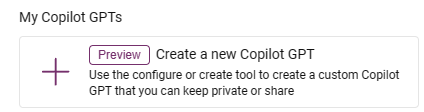 My Copilot GPTs
Preview Create a new Copilot GPT
Use the configure or create tool to create a custom Copilot
GPT that you can keep private or share